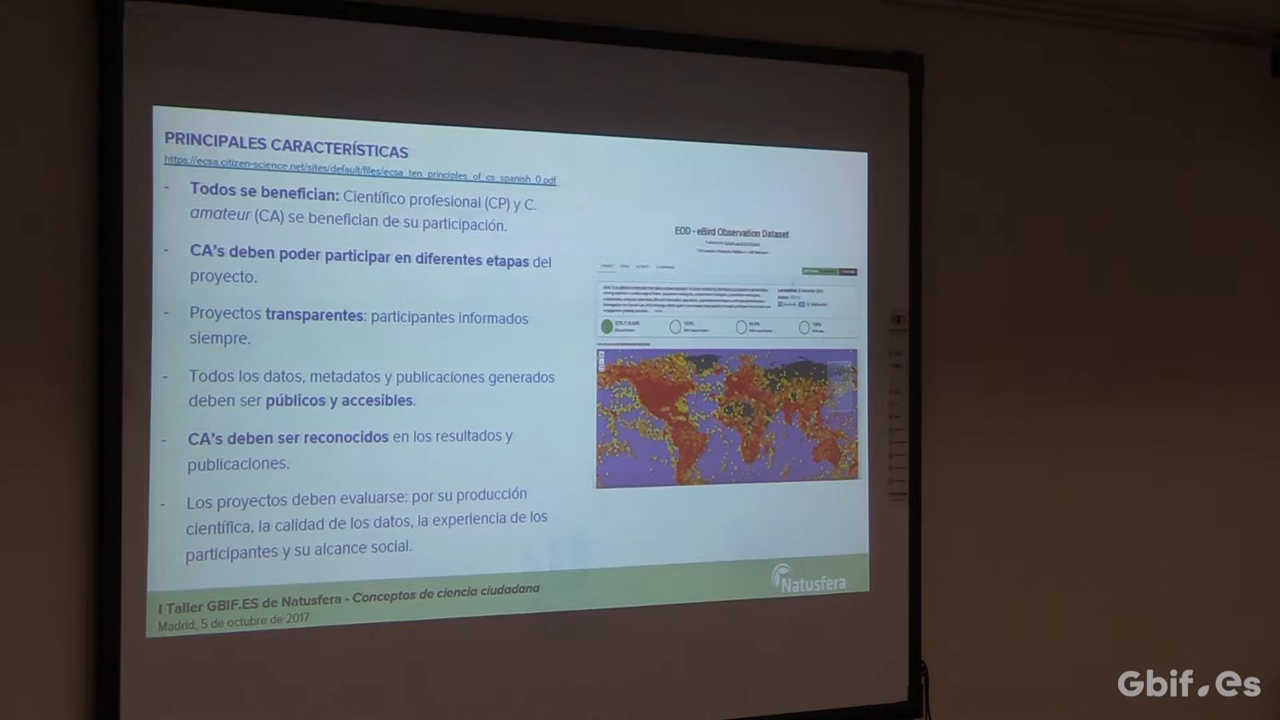 PRINCIPALES CARACTERÍSTICAS
https://ecsa.citizen-science.net/sites/default/files/ecsa_ten_principles_of_cs_spanish_0.pdf
- Todos se benefician: Científico profesional (CP) y C.
amateur (CA) se benefician de su participación.
- CA's deben poder participar en diferentes etapas del
proyecto.
- Proyectos transparentes: participantes informados
siempre.
- Todos los datos, metadatos y publicaciones generados
deben ser públicos y accesibles.
- CA's deben ser reconocidos en los resultados y
publicaciones.
- Los proyectos deben evaluarse: por su producción
científica, la calidad de los datos, la experiencia de los
participantes y su alcance social.
EOD - eBird Observation Dataset
I Taller GBIF.ES de Natusfera - Conceptos de ciencia ciudadana
Madrid, 5 de octubre de 2017
Natusfera
Gbif.es